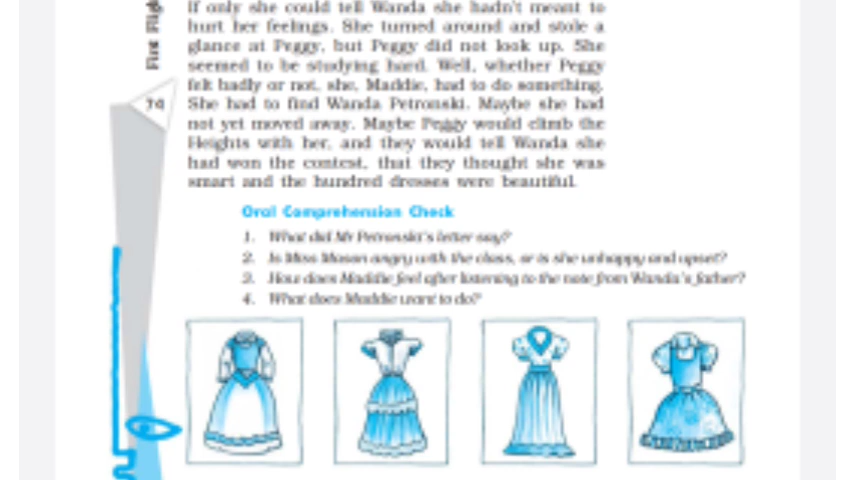 First Fligh
74
If only she could tell Wanda she hadn't meant to
hurt her feelings. She turned around and stole a
glance at Peggy, but Peggy did not look up. She
seemed to be studying hard. Well, whether Peggy
felt badly or not, she, Maddie, had to do something.
She had to find Wanda Petronski. Maybe she had
not yet moved away. Maybe Peggy would climb the
Heights with her, and they would tell Wanda she
had won the contest, that they thought she was
smart and the hundred dresses were beautiful.
Oral Comprehension Check
1. What did Mr Petronski's letter say?
2. Is Miss Mason angry with the class, or is she unhappy and upset?
3. How does Maddie feel after listening to the note from Wanda's father?
4. What does Maddie want to do?